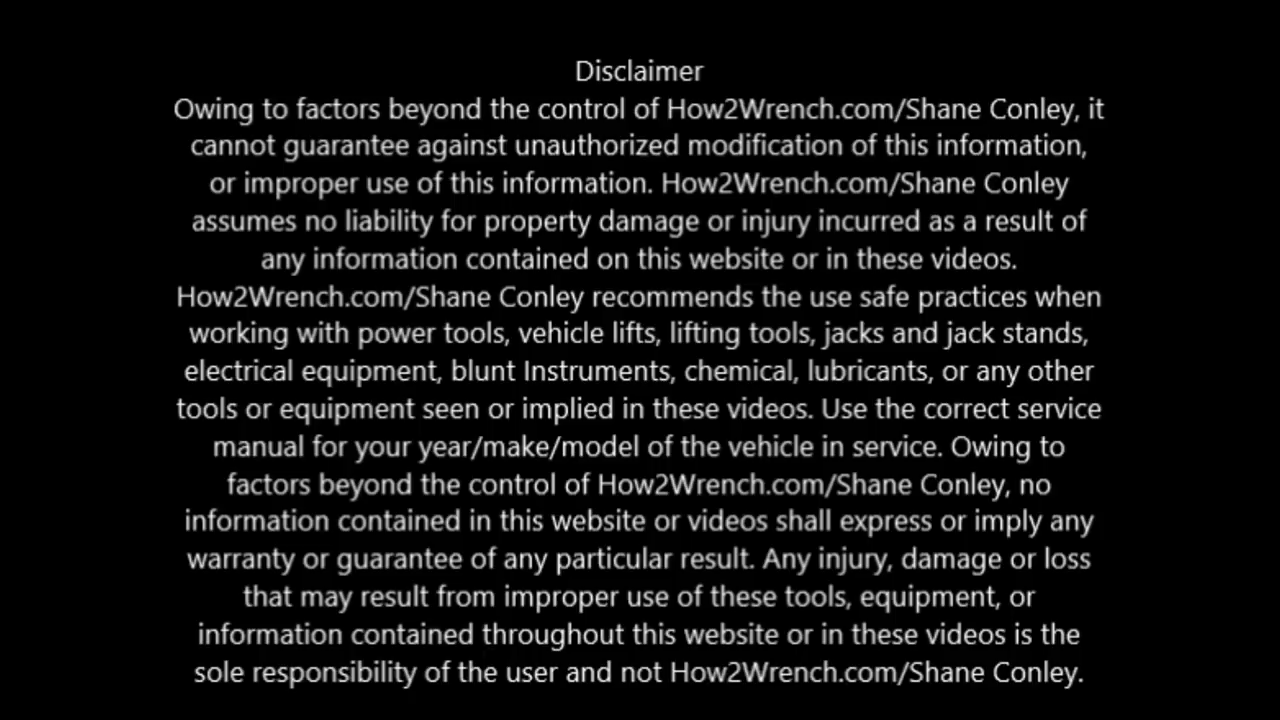 Disclaimer
Owing to factors beyond the control of How2Wrench.com/Shane Conley, it
cannot guarantee against unauthorized modification of this information,
or improper use of this information. How2Wrench.com/Shane Conley
assumes no liability for property damage or injury incurred as a result of
any information contained on this website or in these videos.
How2Wrench.com/Shane Conley recommends the use safe practices when
working with power tools, vehicle lifts, lifting tools, jacks and jack stands,
electrical equipment, blunt Instruments, chemical, lubricants, or any other
tools or equipment seen or implied in these videos. Use the correct service
manual for your year/make/model of the vehicle in service. Owing to
factors beyond the control of How2Wrench.com/Shane Conley, no
information contained in this website or videos shall express or imply any
warranty or guarantee of any particular result. Any injury, damage or loss
that may result from improper use of these tools, equipment, or
information contained throughout this website or in these videos is the
sole responsibility of the user and not How2Wrench.com/Shane Conley.